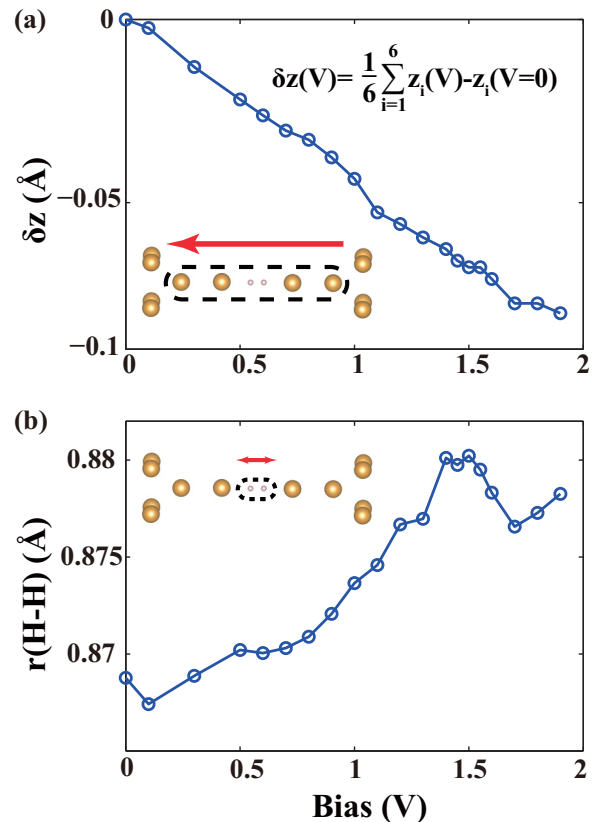 (a)
δz(V)= 1/6 ∑ i=1 6 z_i(V)-z_i(V=0)
δz (Å)
0
−0.05
−0.1
0 0.5 1 1.5 2
(b)
r(H-H) (Å)
0.88
0.875
0.87
0 0.5 1 1.5 2
Bias (V)